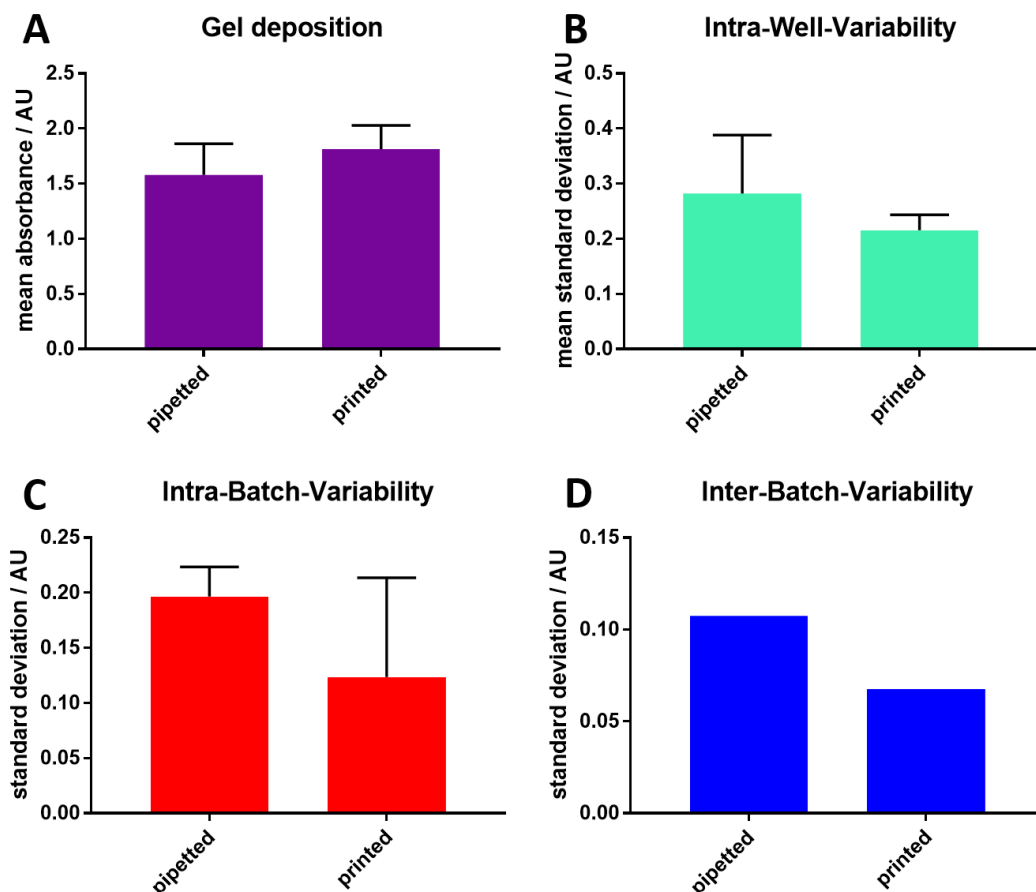 A
Gel deposition
mean absorbance / AU
2.5
2.0
1.5
1.0
0.5
0.0
pipetted
printed
B
Intra-Well-Variability
mean standard deviation / AU
0.5
0.4
0.3
0.2
0.1
0.0
pipetted
printed
C
Intra-Batch-Variability
standard deviation / AU
0.25
0.20
0.15
0.10
0.05
0.00
pipetted
printed
D
Inter-Batch-Variability
standard deviation / AU
0.15
0.10
0.05
0.00
pipetted
printed